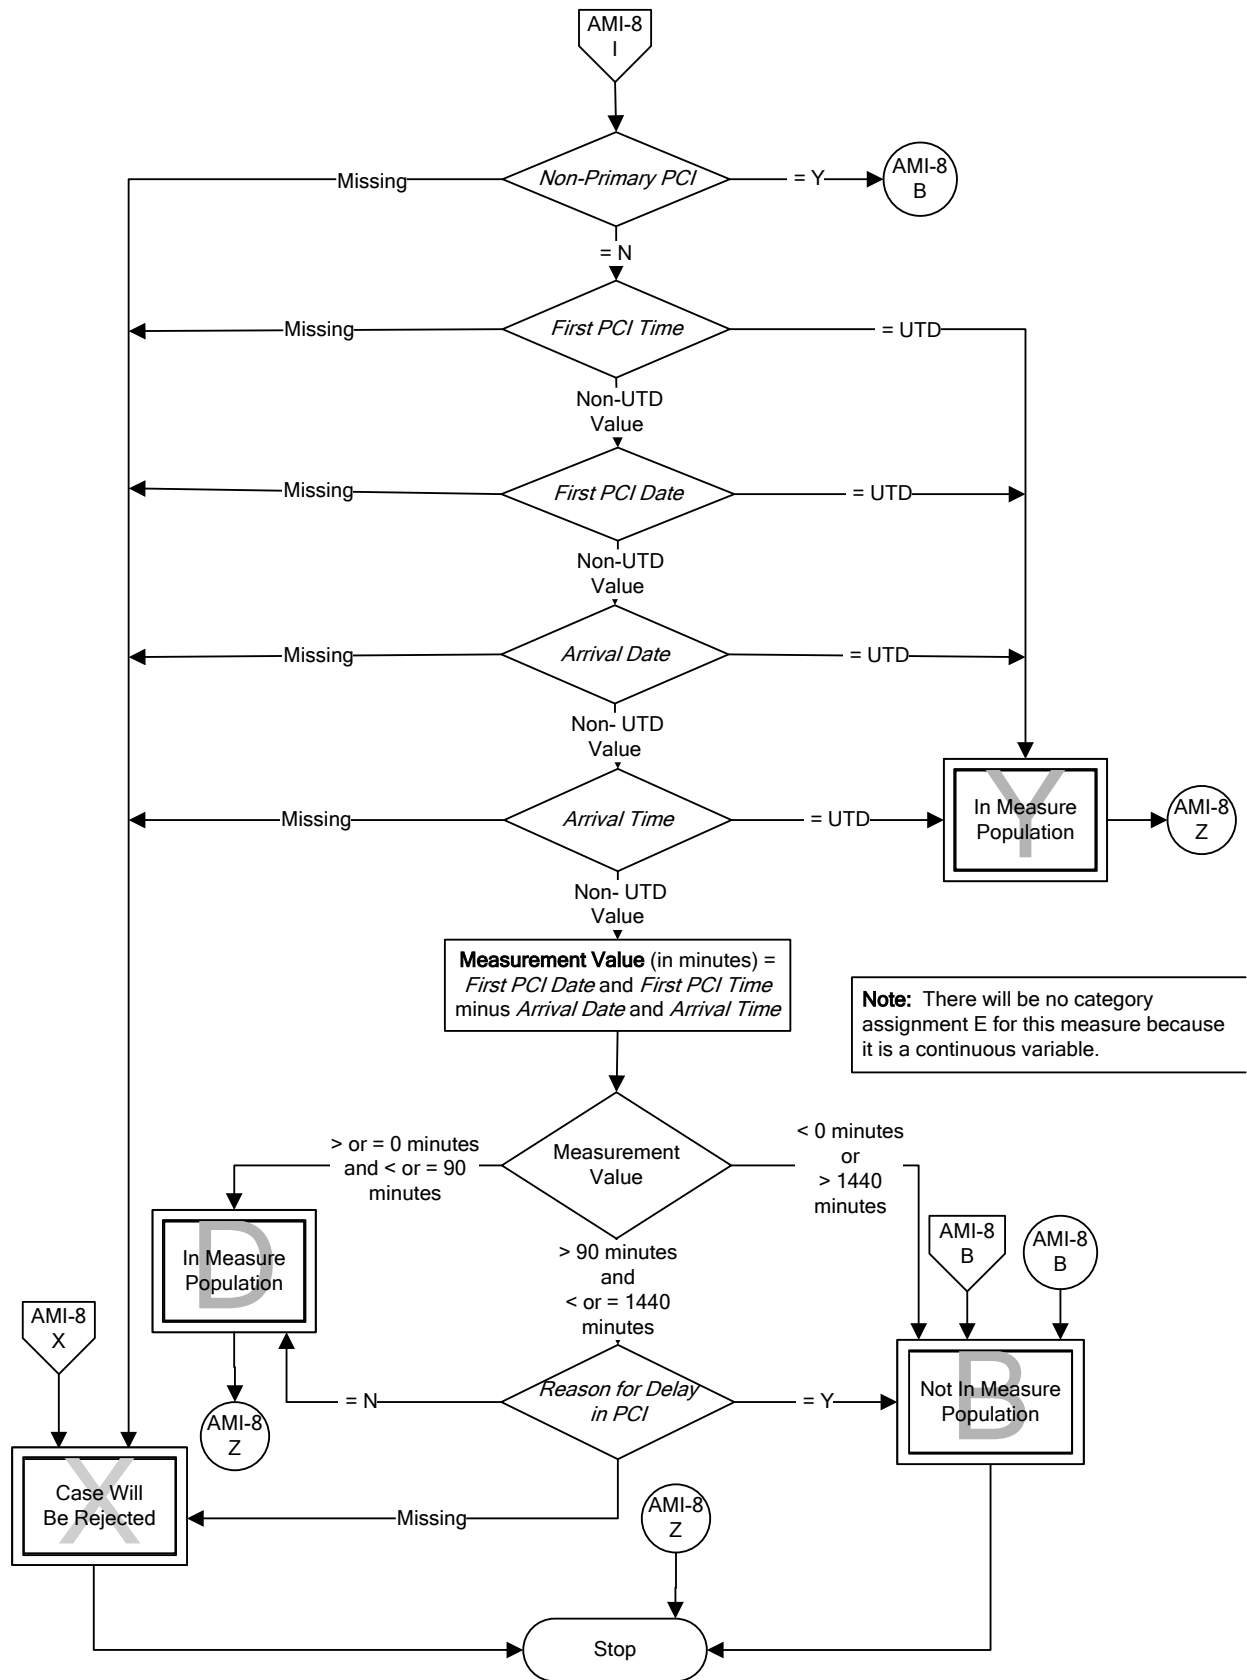 AMI-8
I
Missing
Non-Primary PCI
= Y
AMI-8
B
= N
Missing
First PCI Time
= UTD
Non-UTD
Value
Missing
First PCI Date
= UTD
Non-UTD
Value
Missing
Arrival Date
= UTD
Non- UTD
Value
Missing
Arrival Time
= UTD
Y
In Measure
Population
AMI-8
Z
Non- UTD
Value
Measurement Value (in minutes) =
First PCI Date and First PCI Time
minus Arrival Date and Arrival Time
Note: There will be no category
assignment E for this measure because
it is a continuous variable.
Measurement
Value
> or = 0 minutes
and < or = 90
minutes
< 0 minutes
or
> 1440
minutes
D
In Measure
Population
> 90 minutes
and
< or = 1440
minutes
AMI-8
B
AMI-8
B
AMI-8
X
AMI-8
Z
= N
Reason for Delay
in PCI
= Y
B
Not In Measure
Population
X
Case Will
Be Rejected
Missing
AMI-8
Z
Stop